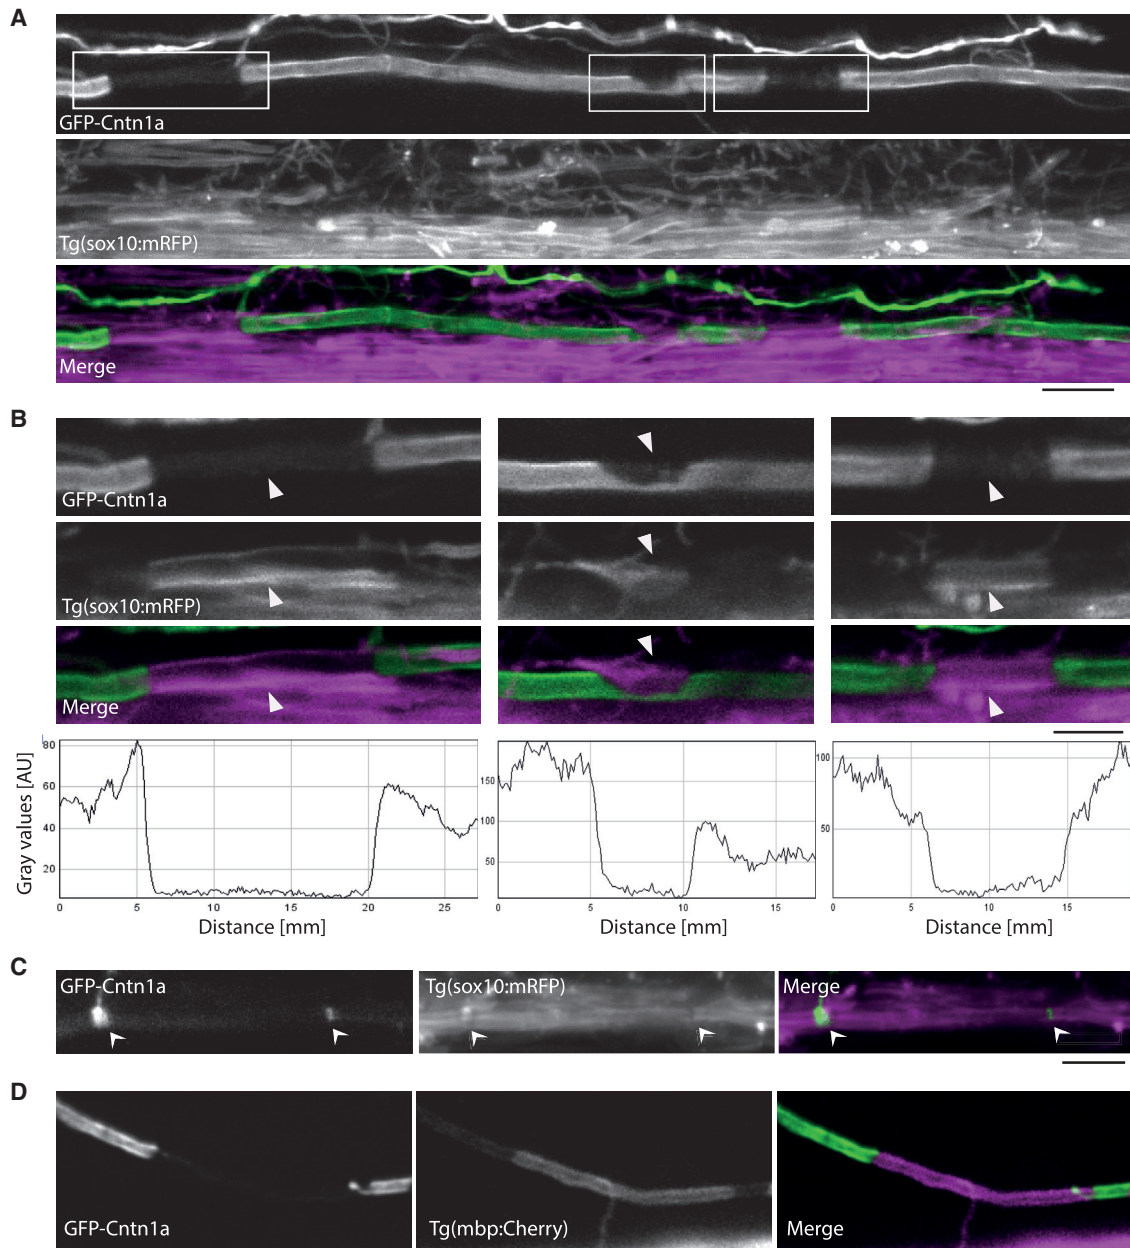 A
GFP-Cntn1a
Tg(sox10:mRFP)
Merge
B
GFP-Cntn1a
Tg(sox10:mRFP)
Merge
Gray values [AU]
80
60
40
20
0
5
10
15
20
25
Distance [mm]
150
100
50
0
5
10
15
Distance [mm]
100
50
0
5
10
15
Distance [mm]
C
GFP-Cntn1a
Tg(sox10:mRFP)
Merge
D
GFP-Cntn1a
Tg(mbp:Cherry)
Merge